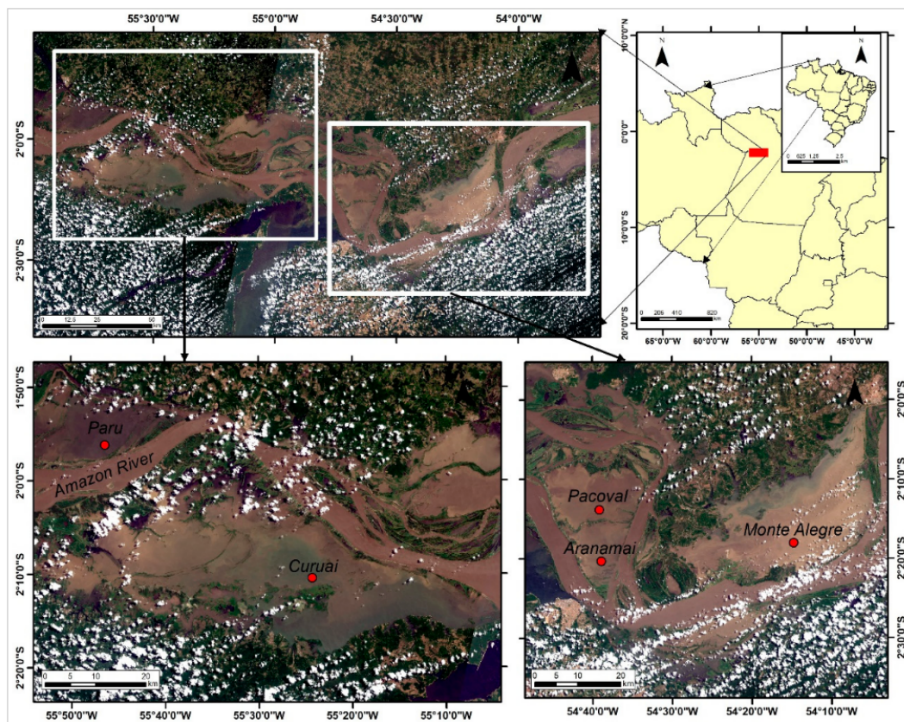 55°30'0"W 55°0'0"W 54°30'0"W 54°0'0"W
2°0'0"S
2°30'0"S
0 12.5 25 50
km
N
N
10°0'0"N
0°0'0"
10°0'0"S
20°0'0"S
0 205 410 820
km
65°0'0"W 60°0'0"W 55°0'0"W 50°0'0"W 45°0'0"W
1°50'0"S
2°0'0"S
2°10'0"S
2°20'0"S
Paru
Amazon River
Curuai
0 5 10 20
km
55°50'0"W 55°40'0"W 55°30'0"W 55°20'0"W 55°10'0"W
Pacoval
Monte Alegre
Aranamai
2°0'0"S
2°10'0"S
2°20'0"S
2°30'0"S
0 5 10 20
km
54°40'0"W 54°30'0"W 54°20'0"W 54°10'0"W